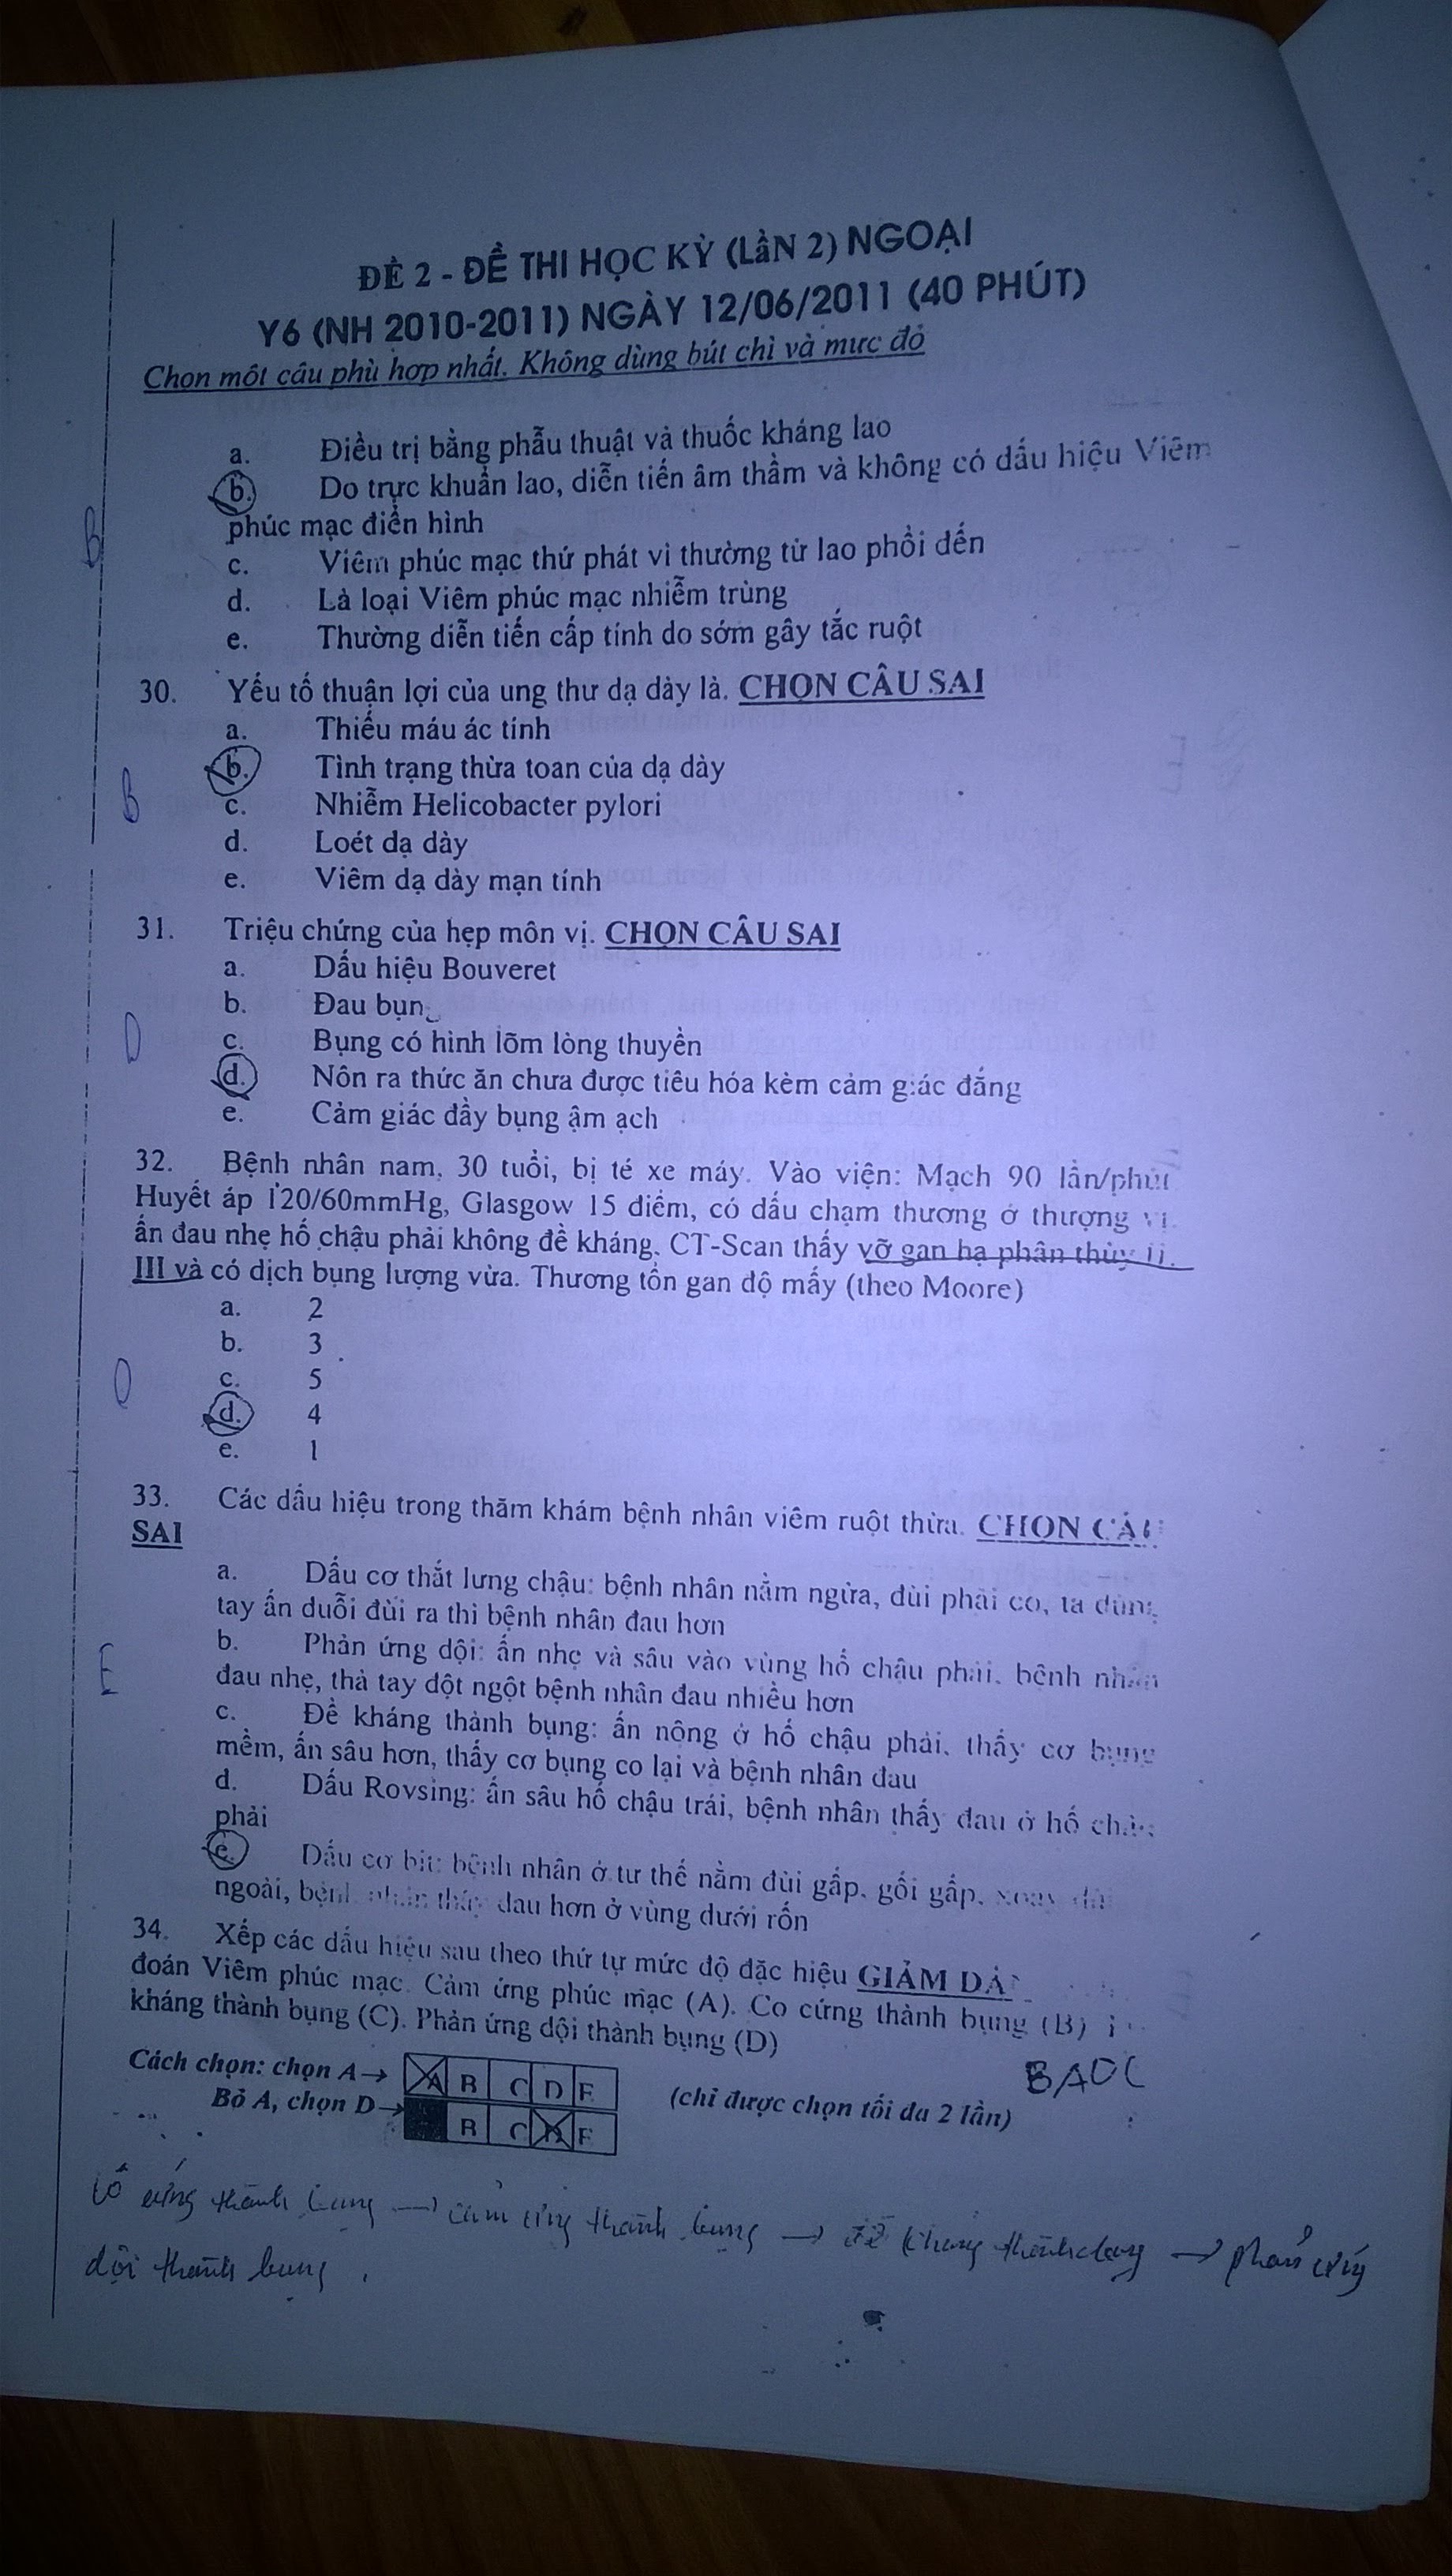 ĐỀ 2 - ĐỀ THI HỌC KỲ (LầN 2) NGOẠI
Y6 (NH 2010-2011) NGÀY 12/06/2011 (40 PHÚT)
Chọn một câu phù hợp nhất. Không dùng bút chì và mực đỏ
a. Điều trị bằng phẫu thuật và thuốc kháng lao
b. Do trực khuẩn lao, diễn tiến âm thầm và không có dấu hiệu Viêm
phúc mạc điển hình
B
c. Viêm phúc mạc thứ phát vì thường từ lao phổi đến
d. Là loại Viêm phúc mạc nhiễm trùng
e. Thường diễn tiến cấp tính do sớm gây tắc ruột
30. Yếu tố thuận lợi của ung thư dạ dày là. CHỌN CÂU SAI
a. Thiếu máu ác tính
b. Tình trạng thừa toan của dạ dày
B
c. Nhiễm Helicobacter pylori
d. Loét dạ dày
e. Viêm dạ dày mạn tính
31. Triệu chứng của hẹp môn vị. CHỌN CÂU SAI
a. Dấu hiệu Bouveret
b. Đau bụng
D
c. Bụng có hình lõm lòng thuyền
d. Nôn ra thức ăn chưa được tiêu hóa kèm cảm giác đắng
e. Cảm giác đầy bụng ậm ạch
32. Bệnh nhân nam, 30 tuổi, bị té xe máy. Vào viện: Mạch 90 lần/phút
Huyết áp 120/60mmHg, Glasgow 15 điểm, có dấu chạm thương ở thượng vị.
ấn đau nhẹ hố chậu phải không đề kháng. CT-Scan thấy vỡ gan hạ phân thùy II.
III và có dịch bụng lượng vừa. Thương tổn gan độ mấy (theo Moore)
a. 2
b. 3
D
c. 5
d. 4
e. 1
33. Các dấu hiệu trong thăm khám bệnh nhân viêm ruột thừa. CHỌN CÂU
SAI
a. Dấu cơ thắt lưng chậu: bệnh nhân nằm ngửa, đùi phải co, ta dùng
tay ấn duỗi đùi ra thì bệnh nhân đau hơn
b. Phản ứng dội: ấn nhẹ và sâu vào vùng hố chậu phải, bệnh nhân
E
đau nhẹ, thả tay đột ngột bệnh nhân đau nhiều hơn
c. Đề kháng thành bụng: ấn nông ở hố chậu phải, thấy cơ bụng
mềm, ấn sâu hơn, thấy cơ bụng co lại và bệnh nhân đau
d. Dấu Rovsing: ấn sâu hố chậu trái, bệnh nhân thấy đau ở hố chậu
phải
e. Dấu cơ bịt: bệnh nhân ở tư thế nằm đùi gấp, gối gấp, xoay
ngoài, bệnh nhân thấy đau hơn ở vùng dưới rốn
34. Xếp các dấu hiệu sau theo thứ tự mức độ đặc hiệu GIẢM
đoán Viêm phúc mạc. Cảm ứng phúc mạc (A). Co cứng thành bụng (B)
kháng thành bụng (C). Phản ứng dội thành bụng (D)
BADC
Cách chọn: chọn A→ A B C D E
Bỏ A, chọn D→ B C D E
(chỉ được chọn tối đa 2 lần)
Co cứng thành bụng → cảm ứng thành bụng → đề kháng thành bụng → phản ứng
dội thành bụng.